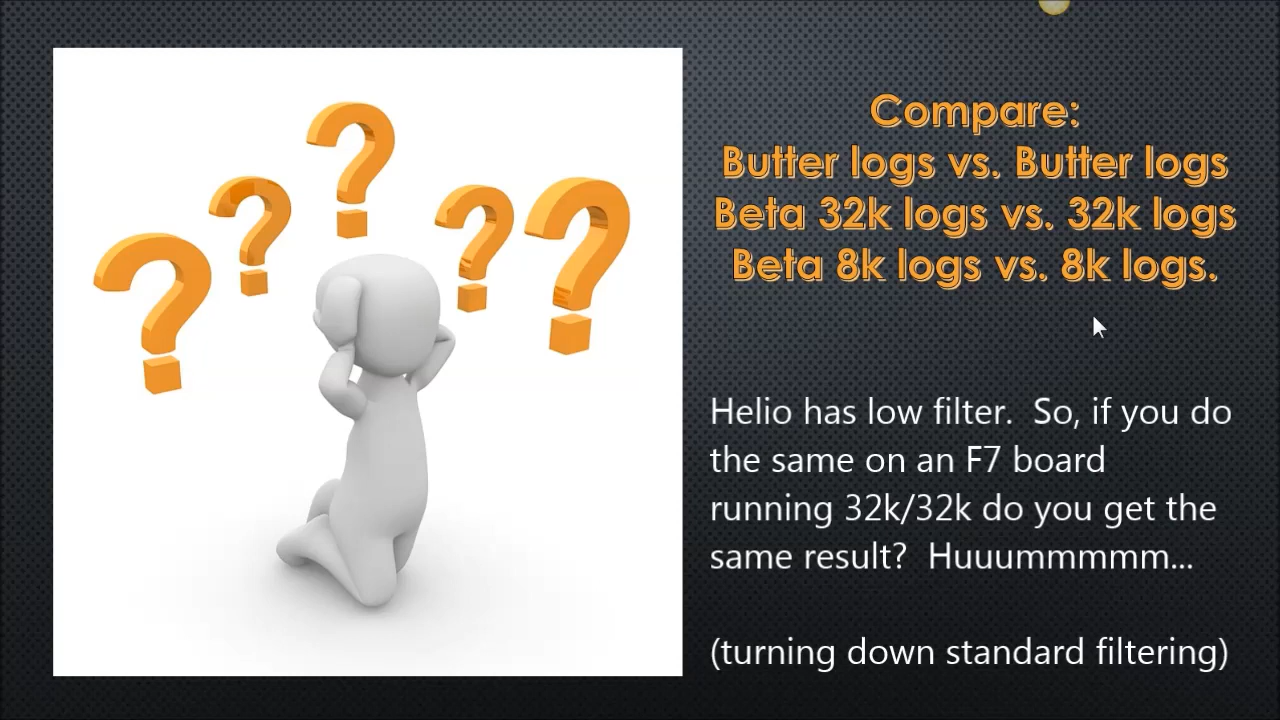 Compare:
Butter logs vs. Butter logs
Beta 32k logs vs. 32k logs
Beta 8k logs vs. 8k logs.
Helio has low filter.  So, if you do
the same on an F7 board
running 32k/32k do you get the
same result?  Huuummmmm...
(turning down standard filtering)